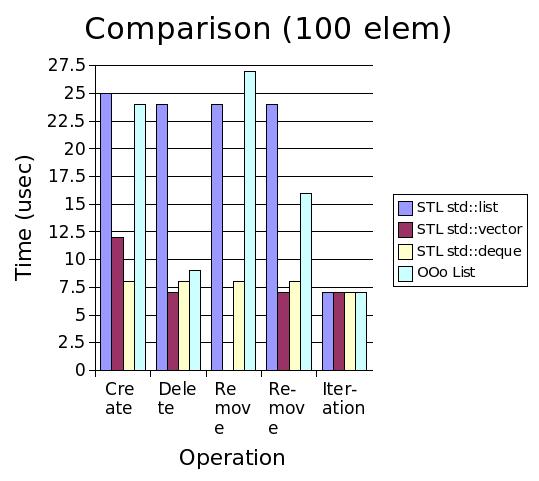 Comparison (100 elem)
27.5
25
22.5
20
17.5
15
12.5
10
7.5
5
2.5
0
Time (usec)
Cre
ate
Dele
te
Re
mov
e
Re-
mov
e
Iter-
ation
Operation
STL std::list
STL std::vector
STL std::deque
OOo List